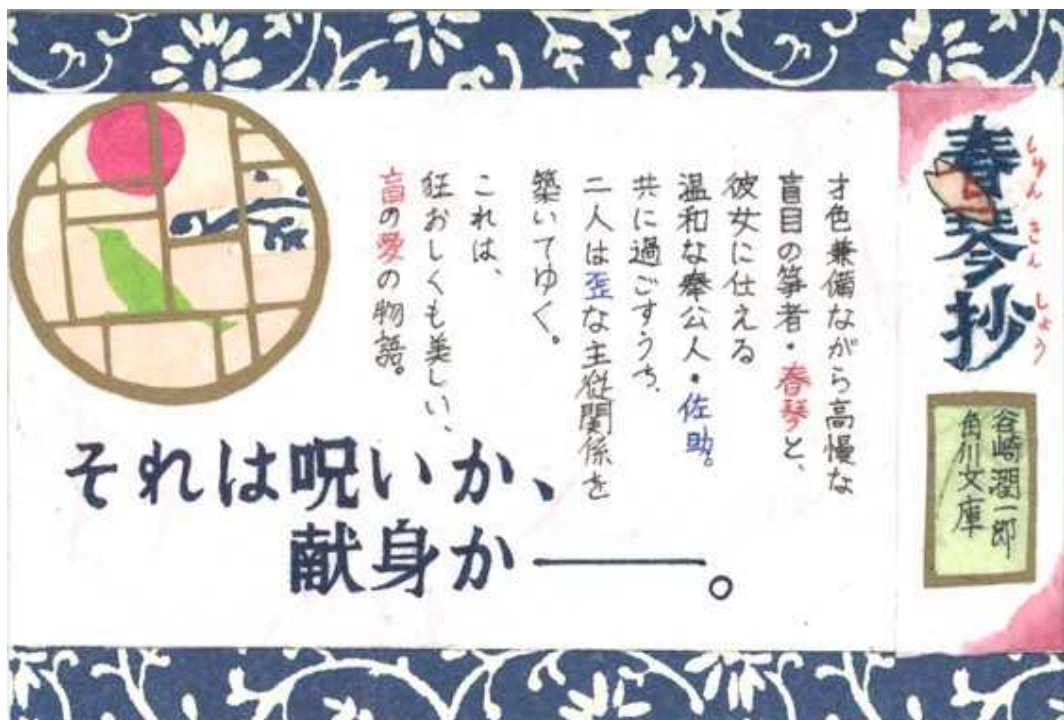 春琴抄
しゅんきんしょう
谷崎潤一郎
角川文庫
才色兼備ながら高慢な
盲目の箏者・春琴と、
彼女に仕える
温和な奉公人・佐助。
共に過ごすうち、
二人は歪な主従関係を
築いてゆく。
これは、
狂おしくも美しい、
盲の愛の物語。
それは呪いか、
献身か――。